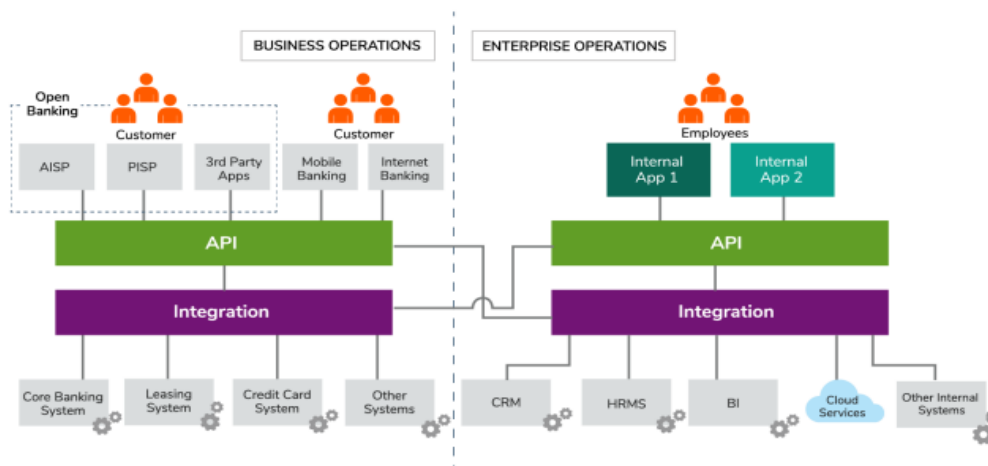 BUSINESS OPERATIONS
ENTERPRISE OPERATIONS
Open
Banking
Customer
Customer
Employees
AISP
PISP
3rd Party
Apps
Mobile
Banking
Internet
Banking
Internal
App 1
Internal
App 2
API
API
Integration
Integration
Core Banking
System
Leasing
System
Credit Card
System
Other
Systems
CRM
HRMS
BI
Cloud
Services
Other Internal
Systems